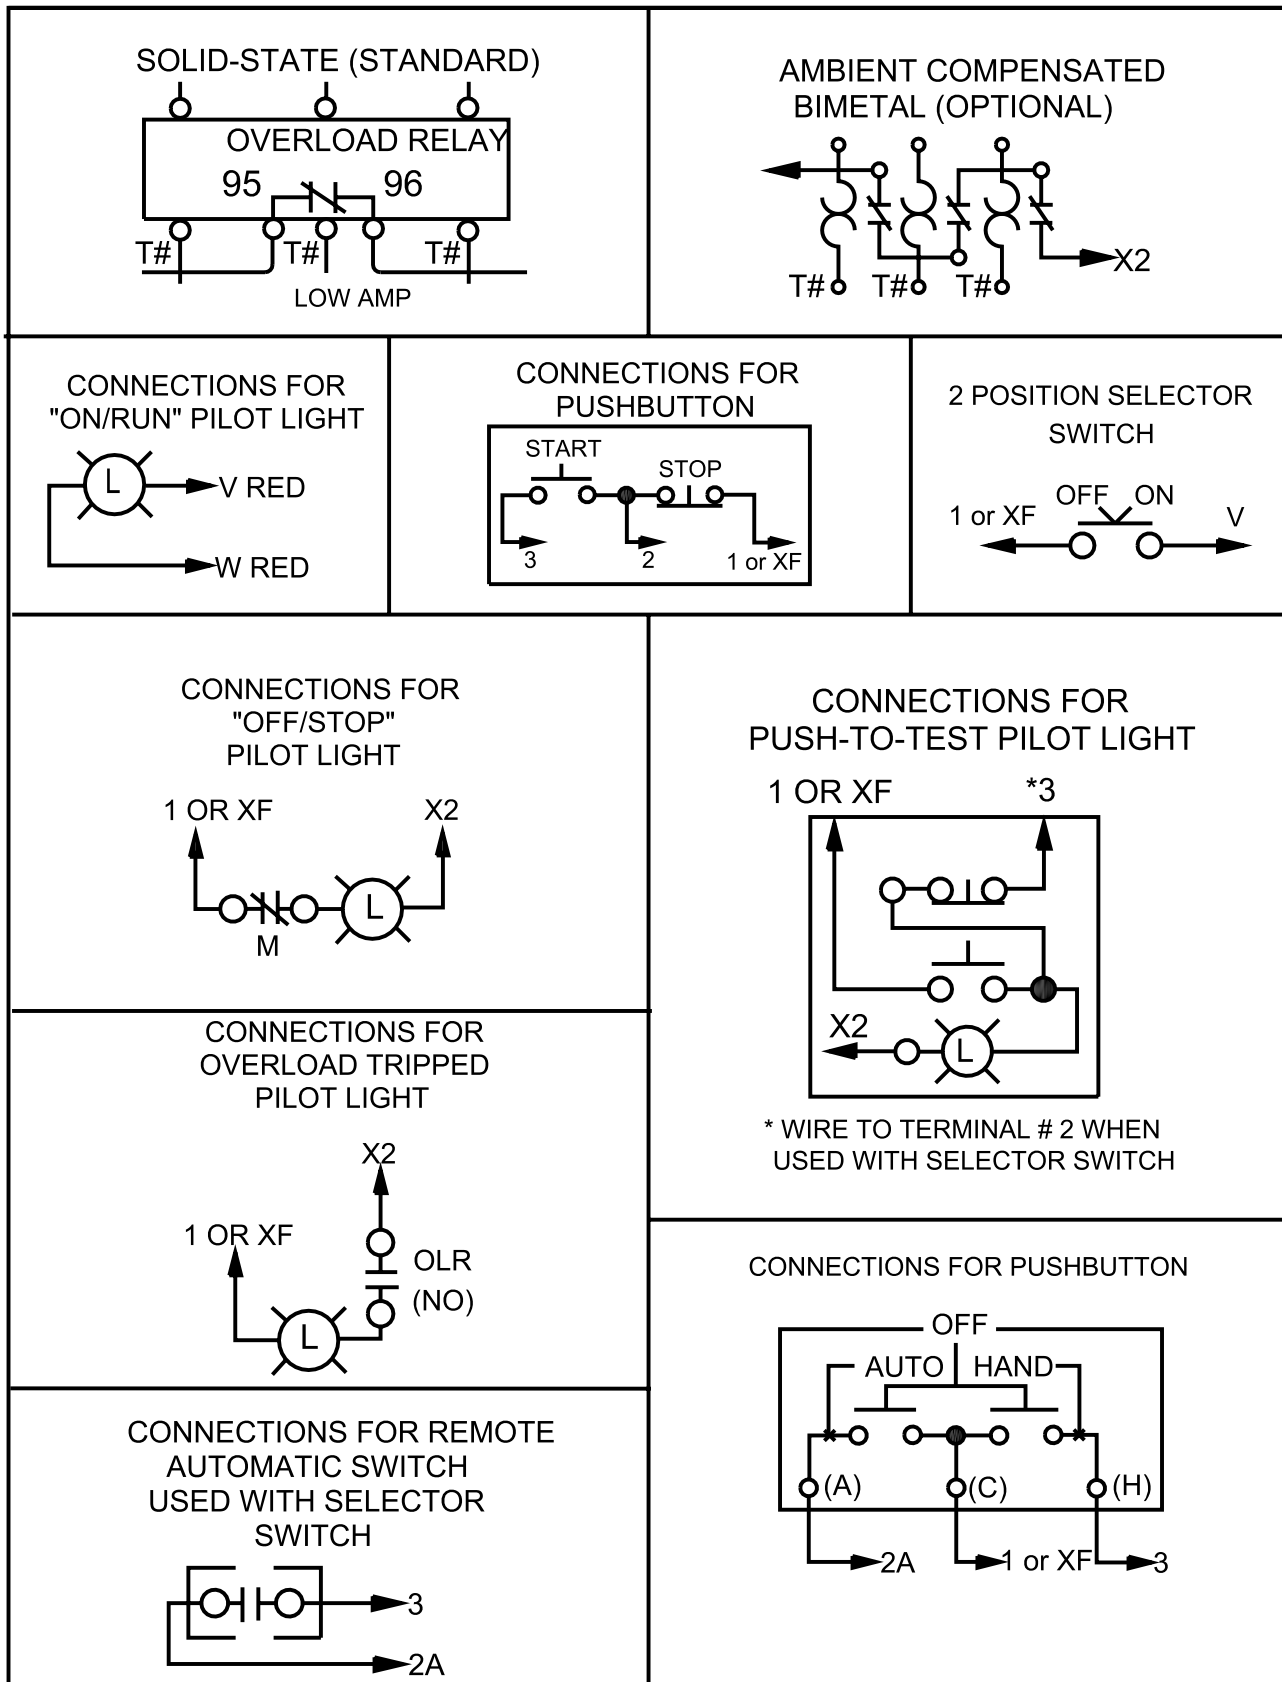 SOLID-STATE (STANDARD)
OVERLOAD RELAY
95 96
T# T# T#
LOW AMP
AMBIENT COMPENSATED
BIMETAL (OPTIONAL)
X2
T# T# T#
CONNECTIONS FOR
"ON/RUN" PILOT LIGHT
L
V RED
W RED
CONNECTIONS FOR
PUSHBUTTON
START
STOP
3 2 1 or XF
2 POSITION SELECTOR
SWITCH
OFF ON
1 or XF V
CONNECTIONS FOR
"OFF/STOP"
PILOT LIGHT
1 OR XF X2
L
M
CONNECTIONS FOR
PUSH-TO-TEST PILOT LIGHT
1 OR XF *3
X2
L
* WIRE TO TERMINAL # 2 WHEN
USED WITH SELECTOR SWITCH
CONNECTIONS FOR
OVERLOAD TRIPPED
PILOT LIGHT
X2
1 OR XF
OLR
(NO)
L
CONNECTIONS FOR PUSHBUTTON
OFF
AUTO HAND
(A) (C) (H)
2A 1 or XF 3
CONNECTIONS FOR REMOTE
AUTOMATIC SWITCH
USED WITH SELECTOR
SWITCH
3
2A